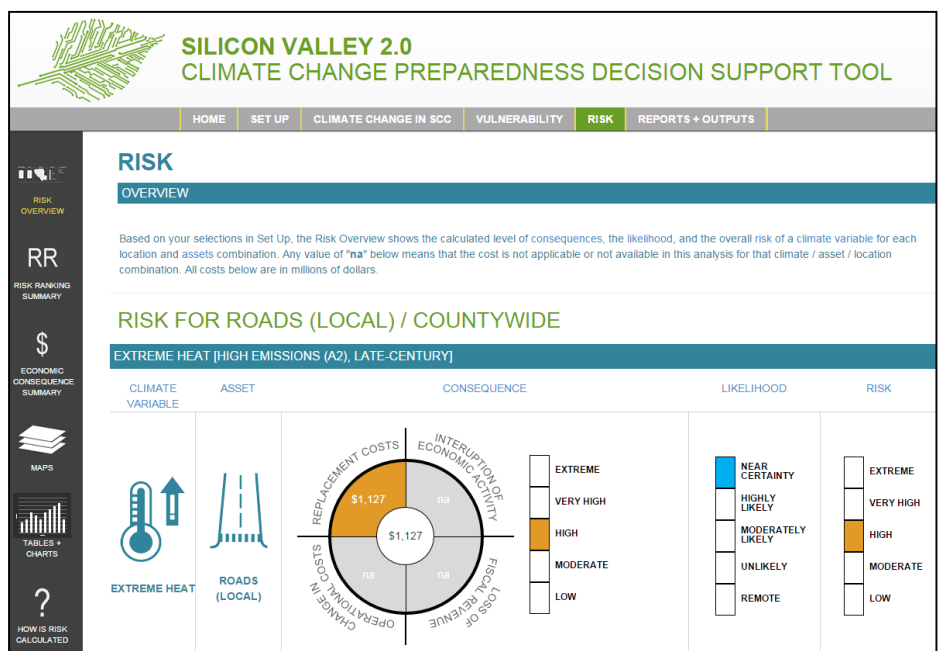 SILICON VALLEY 2.0
CLIMATE CHANGE PREPAREDNESS DECISION SUPPORT TOOL
HOME SET UP CLIMATE CHANGE IN SCC VULNERABILITY RISK REPORTS + OUTPUTS
RISK
OVERVIEW
RR
RISK RANKING
SUMMARY
$
ECONOMIC
CONSEQUENCE
SUMMARY
MAPS
TABLES +
CHARTS
?
HOW IS RISK
CALCULATED
RISK
OVERVIEW
Based on your selections in Set Up, the Risk Overview shows the calculated level of consequences, the likelihood, and the overall risk of a climate variable for each
location and assets combination. Any value of "na" below means that the cost is not applicable or not available in this analysis for that climate / asset / location
combination. All costs below are in millions of dollars.
RISK FOR ROADS (LOCAL) / COUNTYWIDE
EXTREME HEAT [HIGH EMISSIONS (A2), LATE-CENTURY]
CLIMATE
VARIABLE
ASSET
CONSEQUENCE
LIKELIHOOD
RISK
EXTREME HEAT
ROADS
(LOCAL)
REPLACEMENT COSTS
INTERUPTION OF
ECONOMIC ACTIVITY
$1,127
na
$1,127
na
na
CHANGE IN
OPERATIONAL COSTS
LOSS OF
FISCAL REVENUE
EXTREME
VERY HIGH
HIGH
MODERATE
LOW
NEAR
CERTAINTY
HIGHLY
LIKELY
MODERATELY
LIKELY
UNLIKELY
REMOTE
EXTREME
VERY HIGH
HIGH
MODERATE
LOW